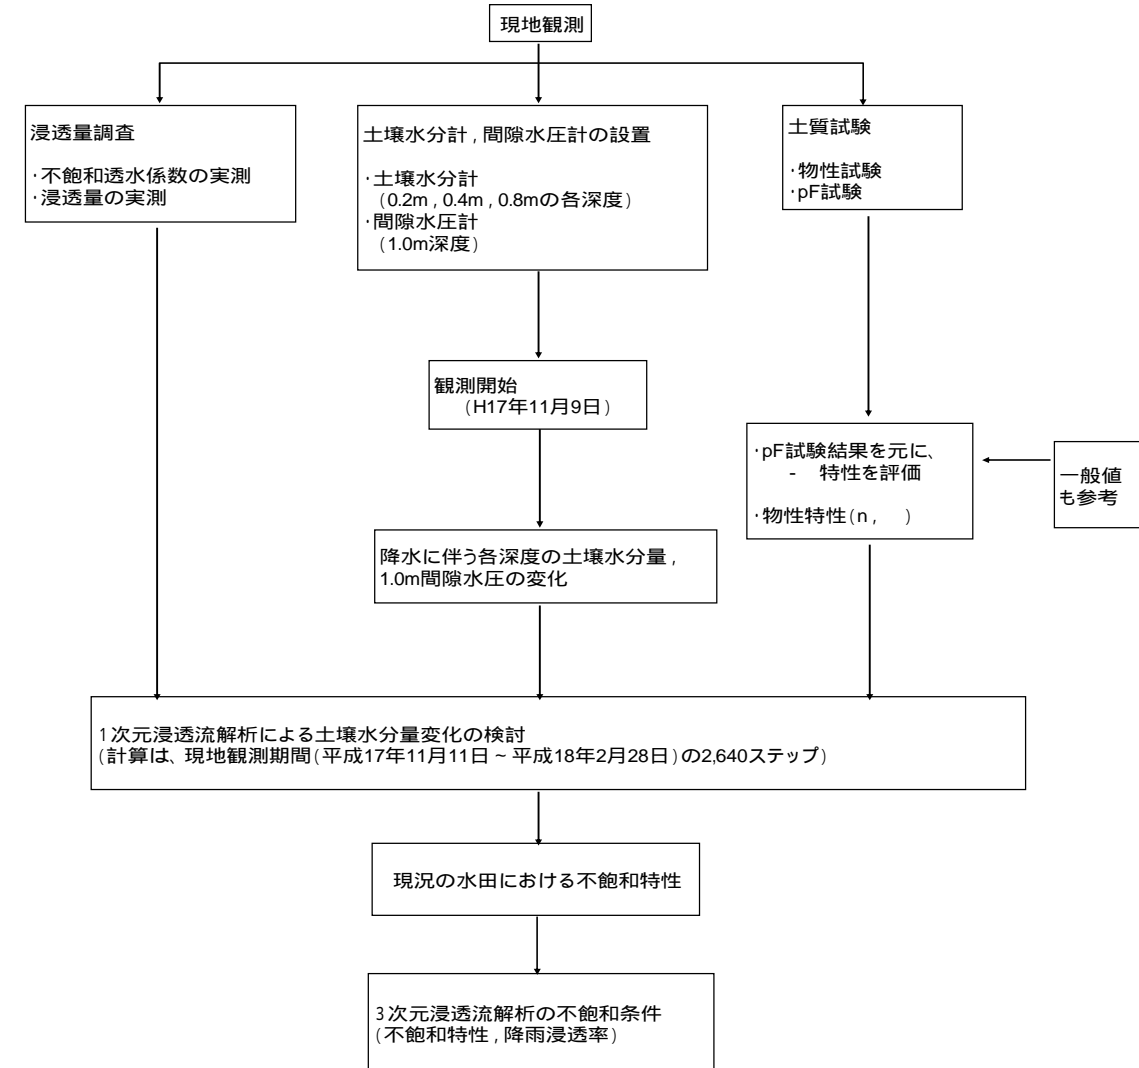 現地観測
浸透量調査
·不飽和透水係数の実測
·浸透量の実測
土壌水分計,間隙水圧計の設置
·土壌水分計
(0.2m,0.4m,0.8mの各深度)
·間隙水圧計
(1.0m深度)
土質試験
·物性試験
·pF試験
観測開始
(H17年11月9日)
·pF試験結果を元に、
- 特性を評価
·物性特性(n, )
一般値
も参考
降水に伴う各深度の土壌水分量,
1.0m間隙水圧の変化
1次元浸透流解析による土壌水分量変化の検討
(計算は、現地観測期間(平成17年11月11日~平成18年2月28日)の2,640ステップ)
現況の水田における不飽和特性
3次元浸透流解析の不飽和条件
(不飽和特性,降雨浸透率)